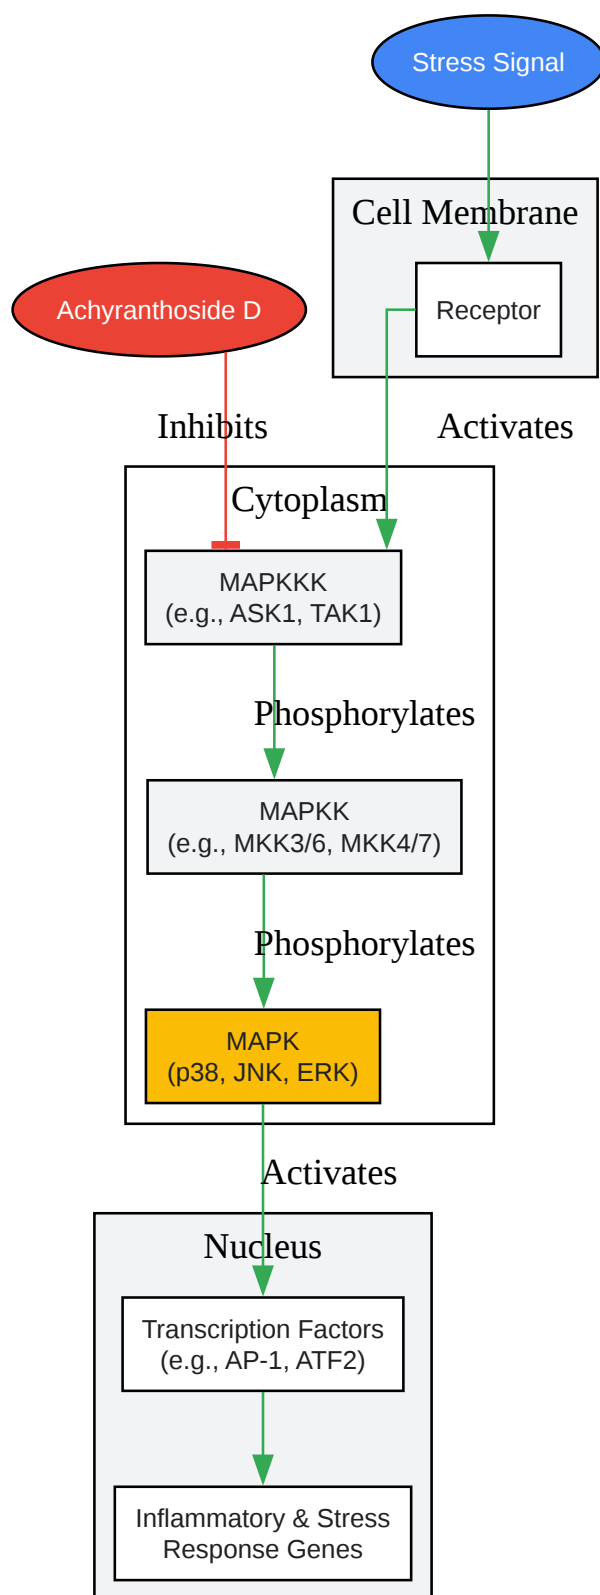 Stress Signal
Cell Membrane
Receptor
Achyranthoside D
Inhibits
Activates
Cytoplasm
MAPKKK
(e.g., ASK1, TAK1)
Phosphorylates
MAPKK
(e.g., MKK3/6, MKK4/7)
Phosphorylates
MAPK
(p38, JNK, ERK)
Activates
Nucleus
Transcription Factors
(e.g., AP-1, ATF2)
Inflammatory & Stress
Response Genes